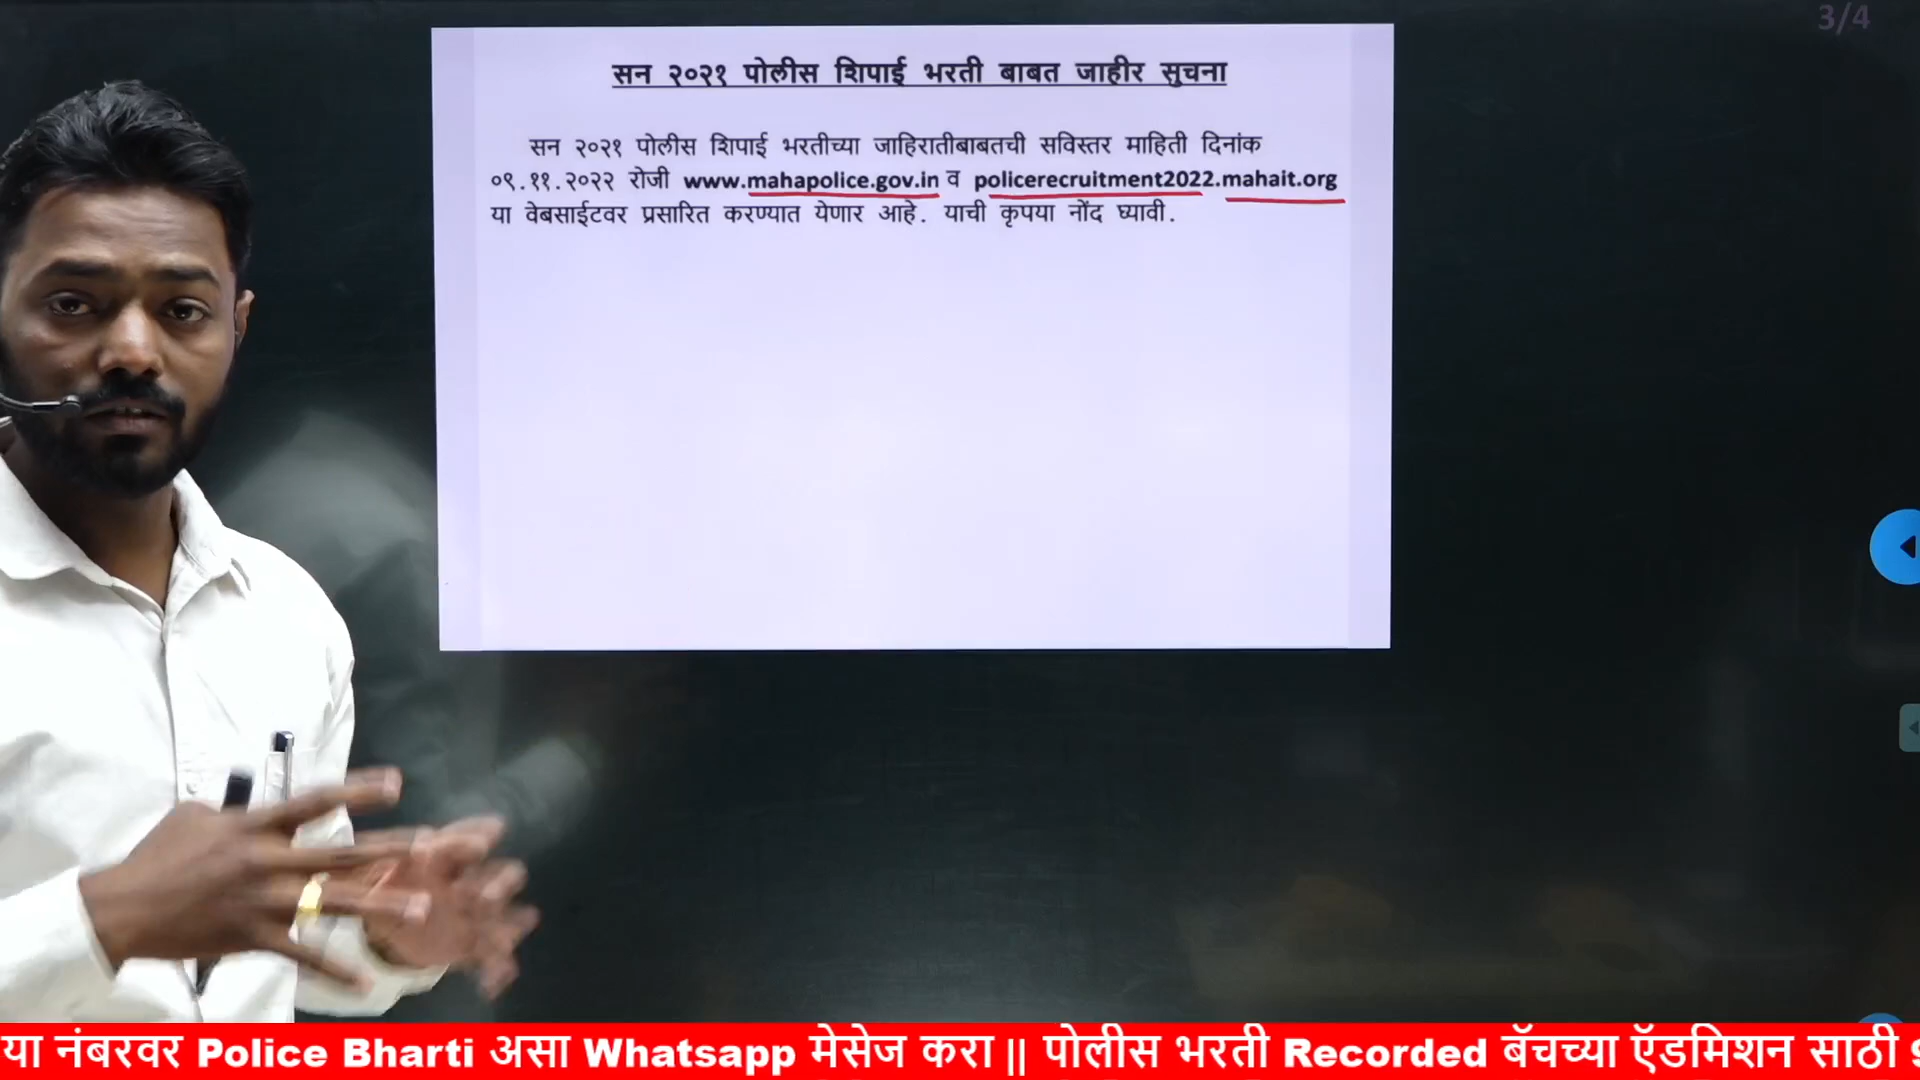 3/4
सन २०२१ पोलीस शिपाई भरती बाबत जाहीर सुचना
सन २०२१ पोलीस शिपाई भरतीच्या जाहिरातीबाबतची सविस्तर माहिती दिनांक
०९.११.२०२२ रोजी www.mahapolice.gov.in व policerecruitment2022.mahait.org
या वेबसाईटवर प्रसारित करण्यात येणार आहे. याची कृपया नोंद घ्यावी.
या नंबरवर Police Bharti असा Whatsapp मेसेज करा || पोलीस भरती Recorded बॅचच्या ऍडमिशन साठी 9